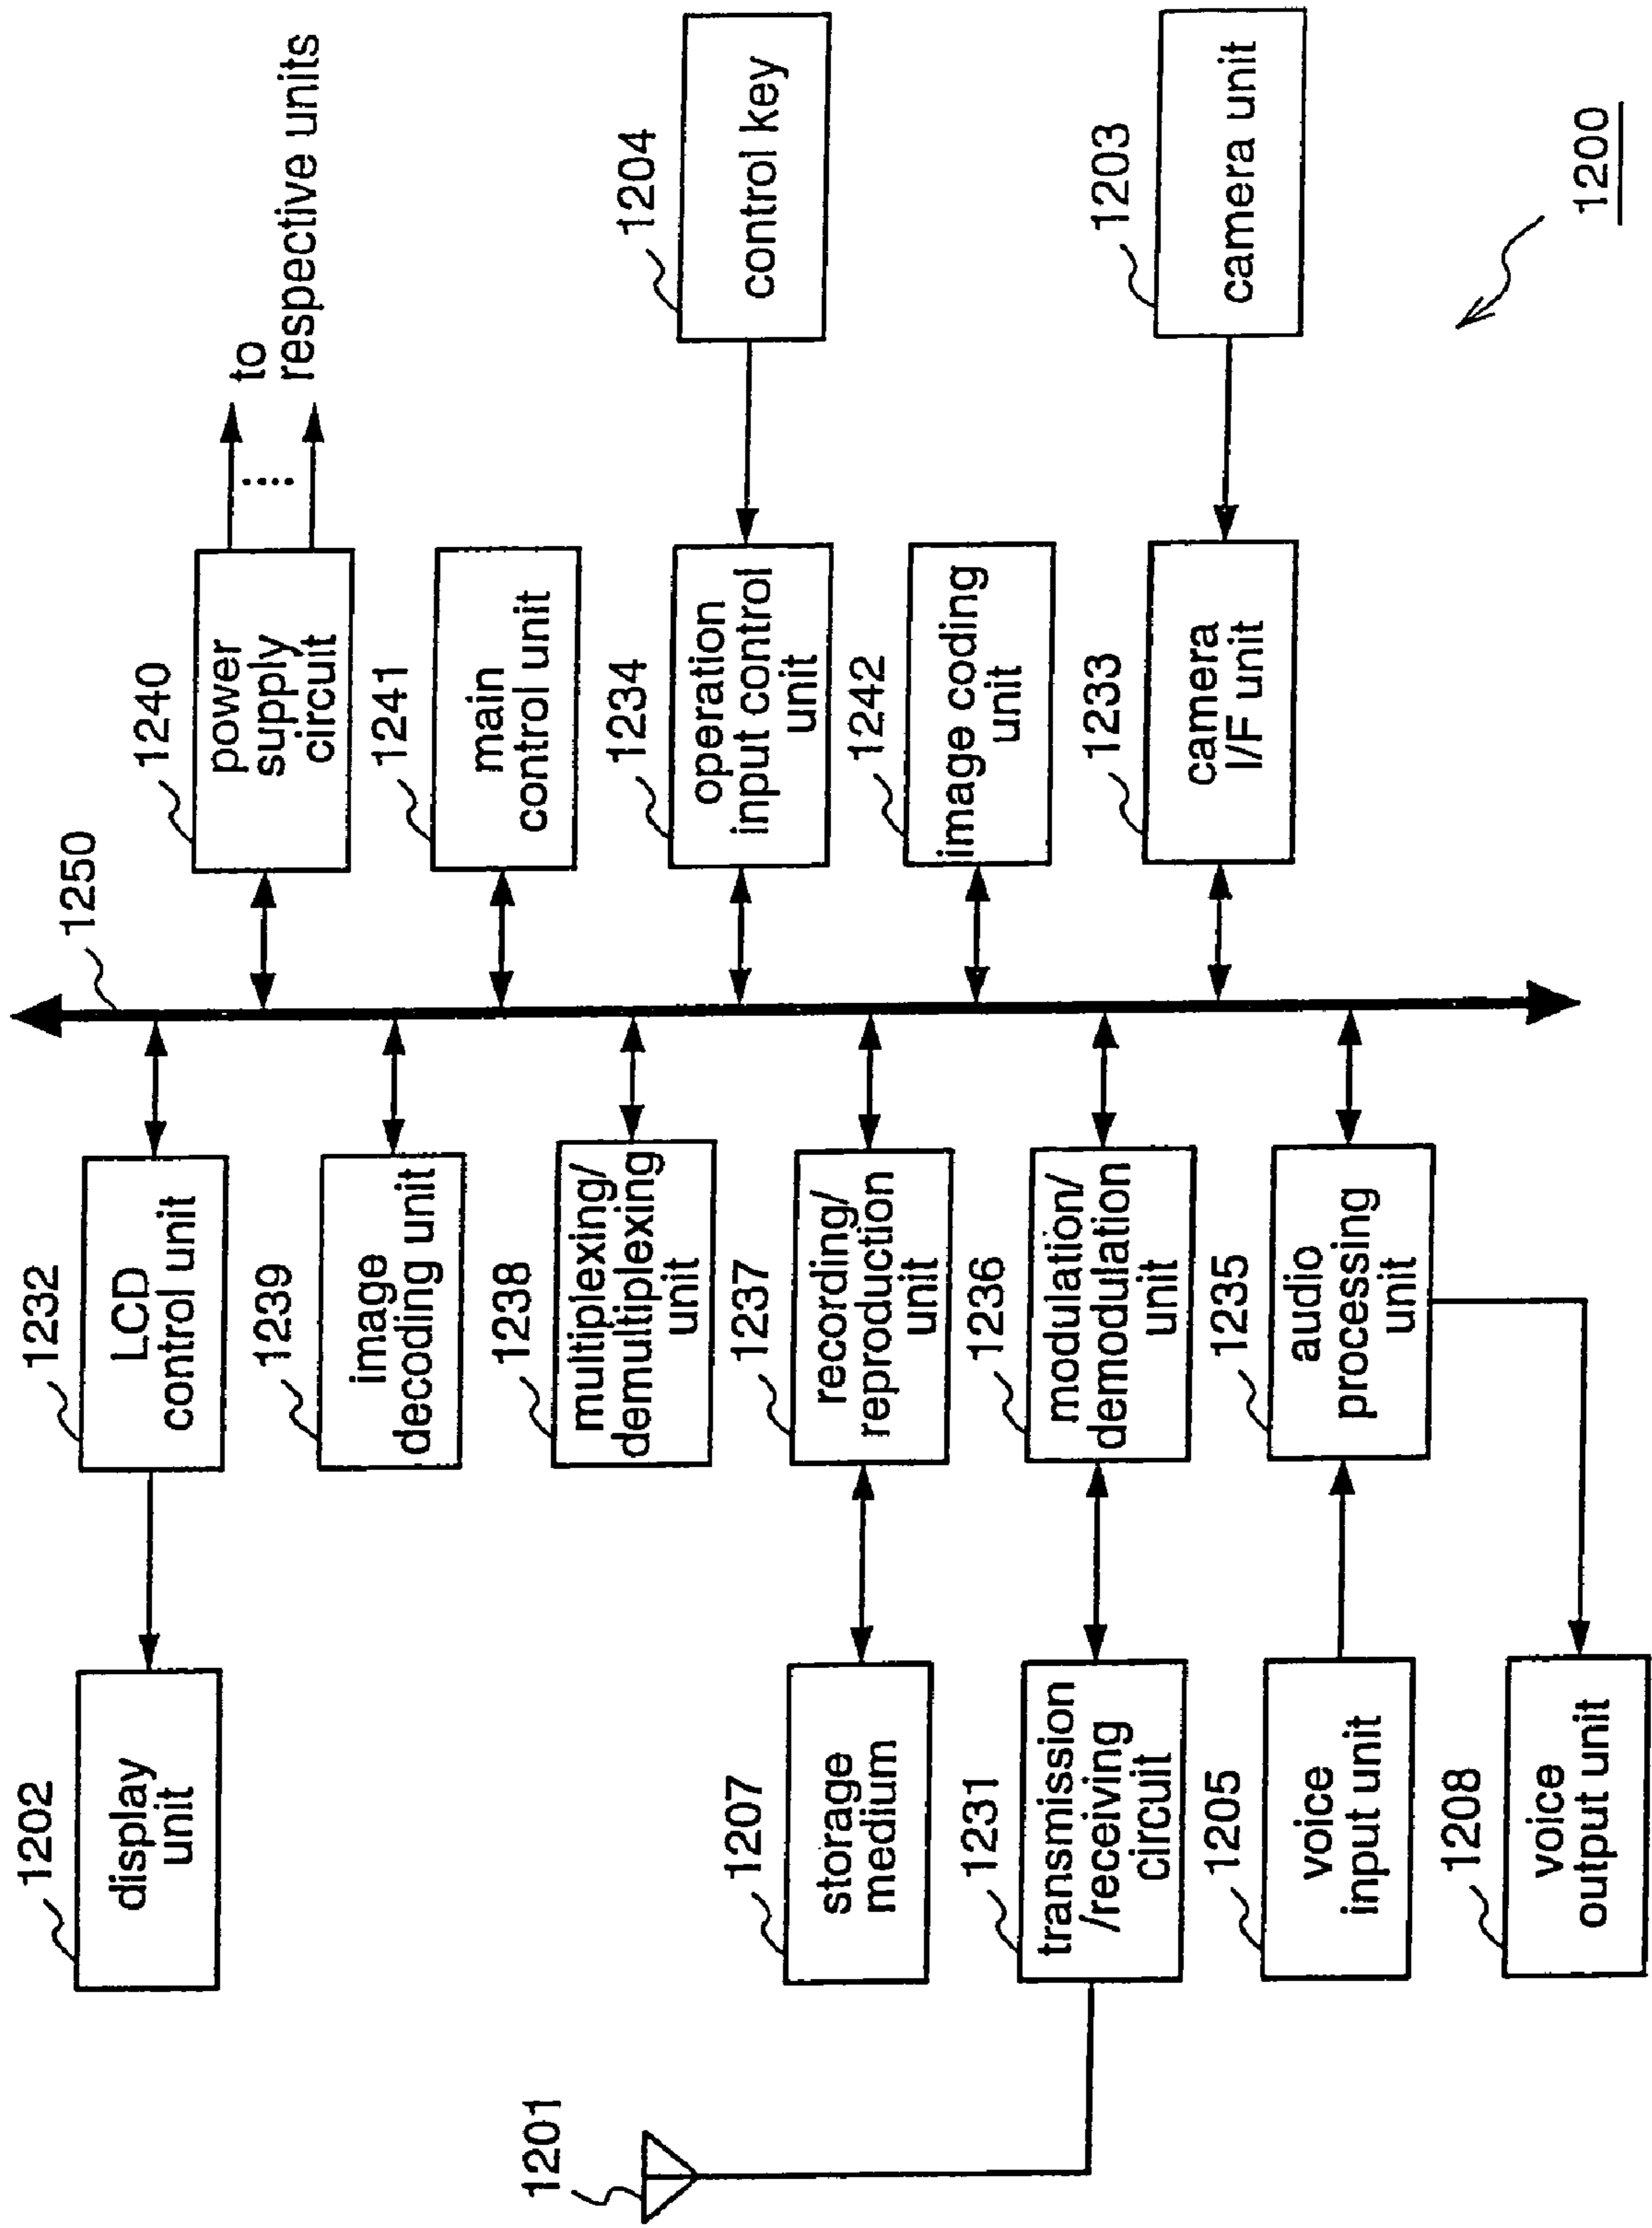 1201
1202
display
unit
1207
storage
medium
1231
transmission
/receiving
circuit
1205
voice
input unit
1208
voice
output unit
1232
LCD
control unit
1239
image
decoding unit
1238
multiplexing/
demultiplexing
unit
1237
recording/
reproduction
unit
1236
modulation/
demodulation
unit
1235
audio
processing
unit
1250
1240
power
supply
circuit
1241
main
control unit
1234
operation
input control
unit
1242
image coding
unit
1233
camera
I/F unit
to
respective units
1204
control key
1203
camera unit
1200